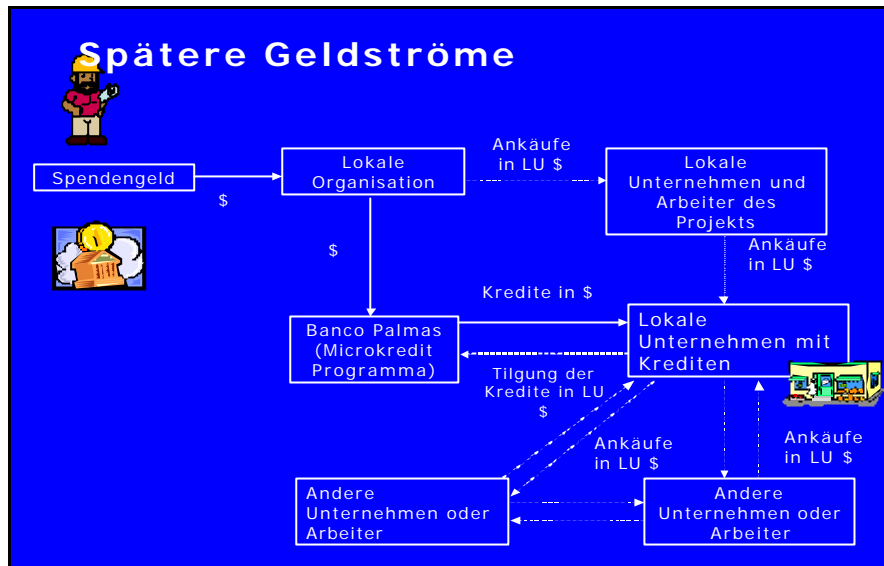 Spätere Geldströme
Spendengeld
$
Lokale
Organisation
Ankäufe
in LU $
Lokale
Unternehmen und
Arbeiter des
Projekts
$
Ankäufe
in LU $
Banco Palmas
(Microkredit
Programma)
Kredite in $
Lokale
Unternehmen mit
Krediten
Tilgung der
Kredite in LU
$
Ankäufe
in LU $
Ankäufe
in LU $
Andere
Unternehmen oder
Arbeiter
Andere
Unternehmen oder
Arbeiter